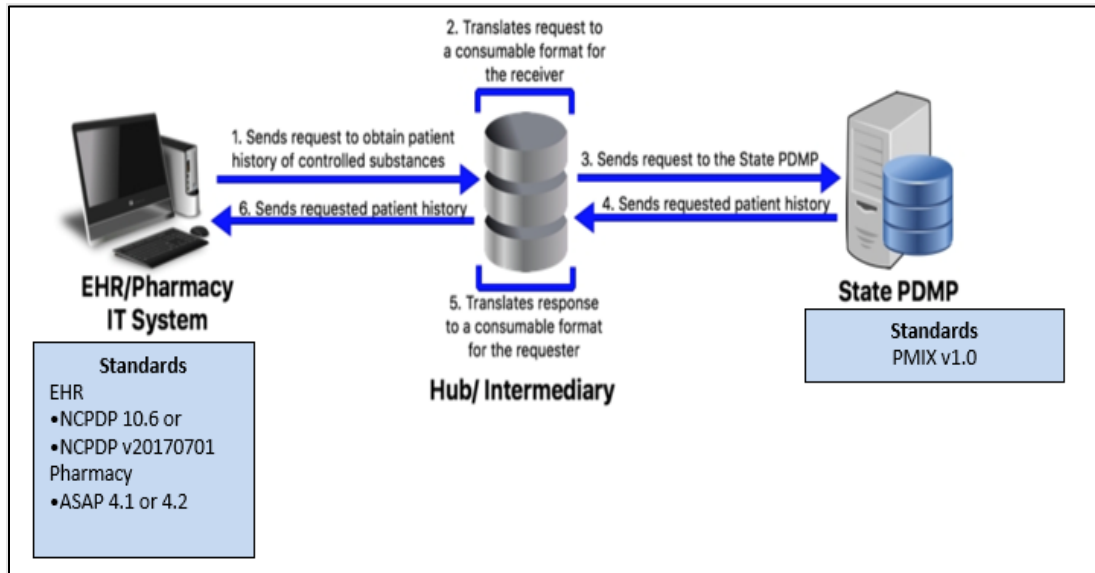 2. Translates request to
a consumable format for
the receiver
1. Sends request to obtain patient
history of controlled substances
3. Sends request to the State PDMP
6. Sends requested patient history
4. Sends requested patient history
EHR/Pharmacy
IT System
5. Translates response
to a consumable format
for the requester
Hub/ Intermediary
State PDMP
Standards
EHR
•NCPDP 10.6 or
•NCPDP v20170701
Pharmacy
•ASAP 4.1 or 4.2
Standards
PMIX v1.0